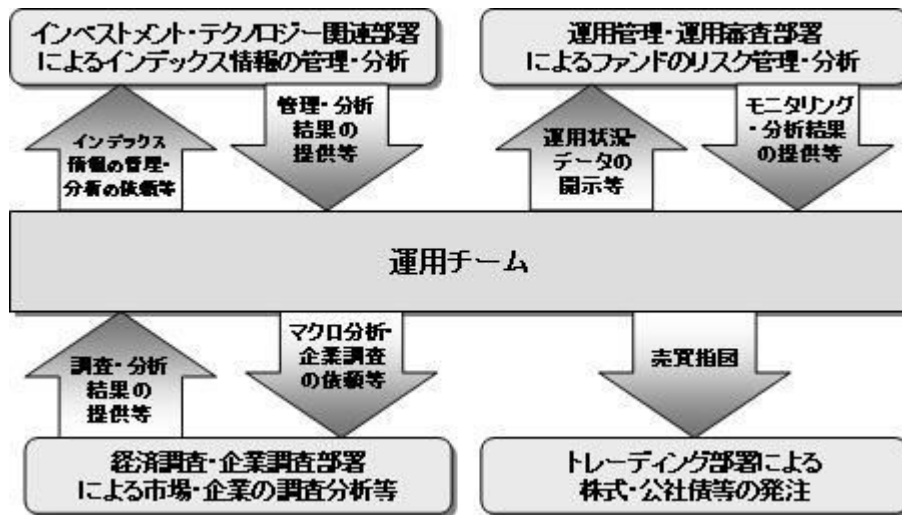 インベストメント・テクノロジー関連部署
によるインデックス情報の管理・分析
運用管理・運用審査部署
によるファンドのリスク管理・分析
インデックス
情報の管理・
分析の依頼等
管理・分析
結果の
提供等
運用状況・
データの
開示等
モニタリング
・分析結果
の提供等
運用チーム
調査・分析
結果の
提供等
マクロ分析・
企業調査
の依頼等
売買指図
経済調査・企業調査部署
による市場・企業の調査分析等
トレーディング部署による
株式・公社債等の発注